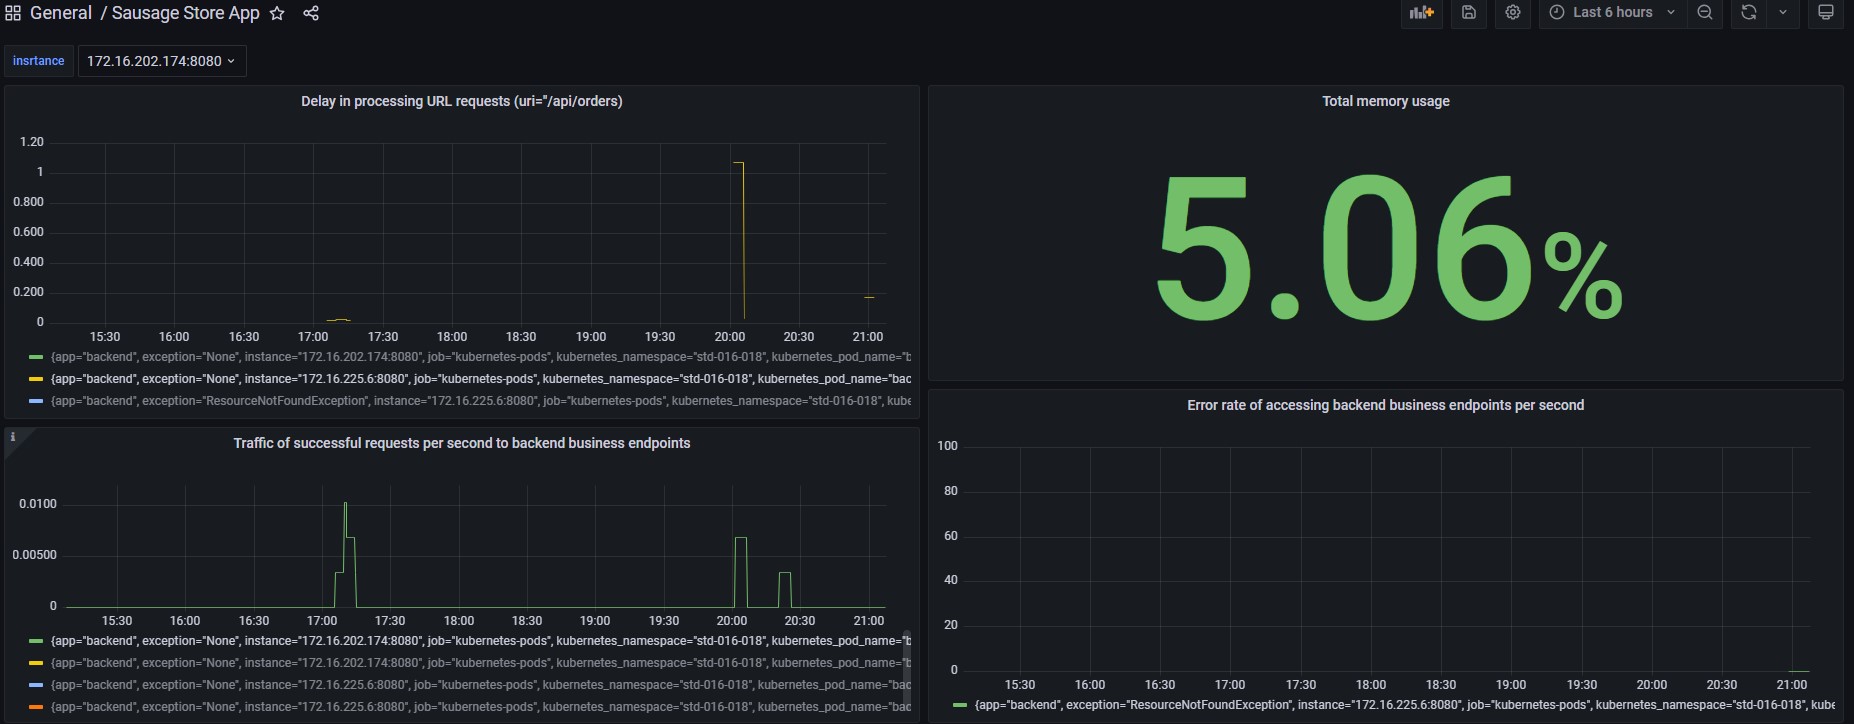 General / Sausage Store App
Last 6 hours
insrtance 172.16.202.174:8080
Delay in processing URL requests (uri="/api/orders)
1.20
1
0.800
0.600
0.400
0.200
0
15:30 16:00 16:30 17:00 17:30 18:00 18:30 19:00 19:30 20:00 20:30 21:00
{app="backend", exception="None", instance="172.16.202.174:8080", job="kubernetes-pods", kubernetes_namespace="std-016-018", kubernetes_pod_name="b
{app="backend", exception="None", instance="172.16.225.6:8080", job="kubernetes-pods", kubernetes_namespace="std-016-018", kubernetes_pod_name="bac
{app="backend", exception="ResourceNotFoundException", instance="172.16.225.6:8080", job="kubernetes-pods", kubernetes_namespace="std-016-018", kube
Total memory usage
5.06%
Traffic of successful requests per second to backend business endpoints
0.0100
0.00500
0
15:30 16:00 16:30 17:00 17:30 18:00 18:30 19:00 19:30 20:00 20:30 21:00
{app="backend", exception="None", instance="172.16.202.174:8080", job="kubernetes-pods", kubernetes_namespace="std-016-018", kubernetes_pod_name="b
{app="backend", exception="None", instance="172.16.202.174:8080", job="kubernetes-pods", kubernetes_namespace="std-016-018", kubernetes_pod_name="b
{app="backend", exception="None", instance="172.16.225.6:8080", job="kubernetes-pods", kubernetes_namespace="std-016-018", kubernetes_pod_name="bac
{app="backend", exception="None", instance="172.16.225.6:8080", job="kubernetes-pods", kubernetes_namespace="std-016-018", kubernetes_pod_name="bac
Error rate of accessing backend business endpoints per second
100
80
60
40
20
0
15:30 16:00 16:30 17:00 17:30 18:00 18:30 19:00 19:30 20:00 20:30 21:00
{app="backend", exception="ResourceNotFoundException", instance="172.16.225.6:8080", job="kubernetes-pods", kubernetes_namespace="std-016-018", kube